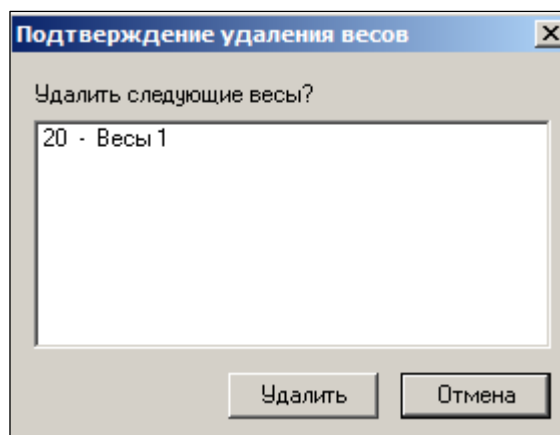 Подтверждение удаления весов
Удалить следующие весы?
20 - Весы 1
Удалить
Отмена